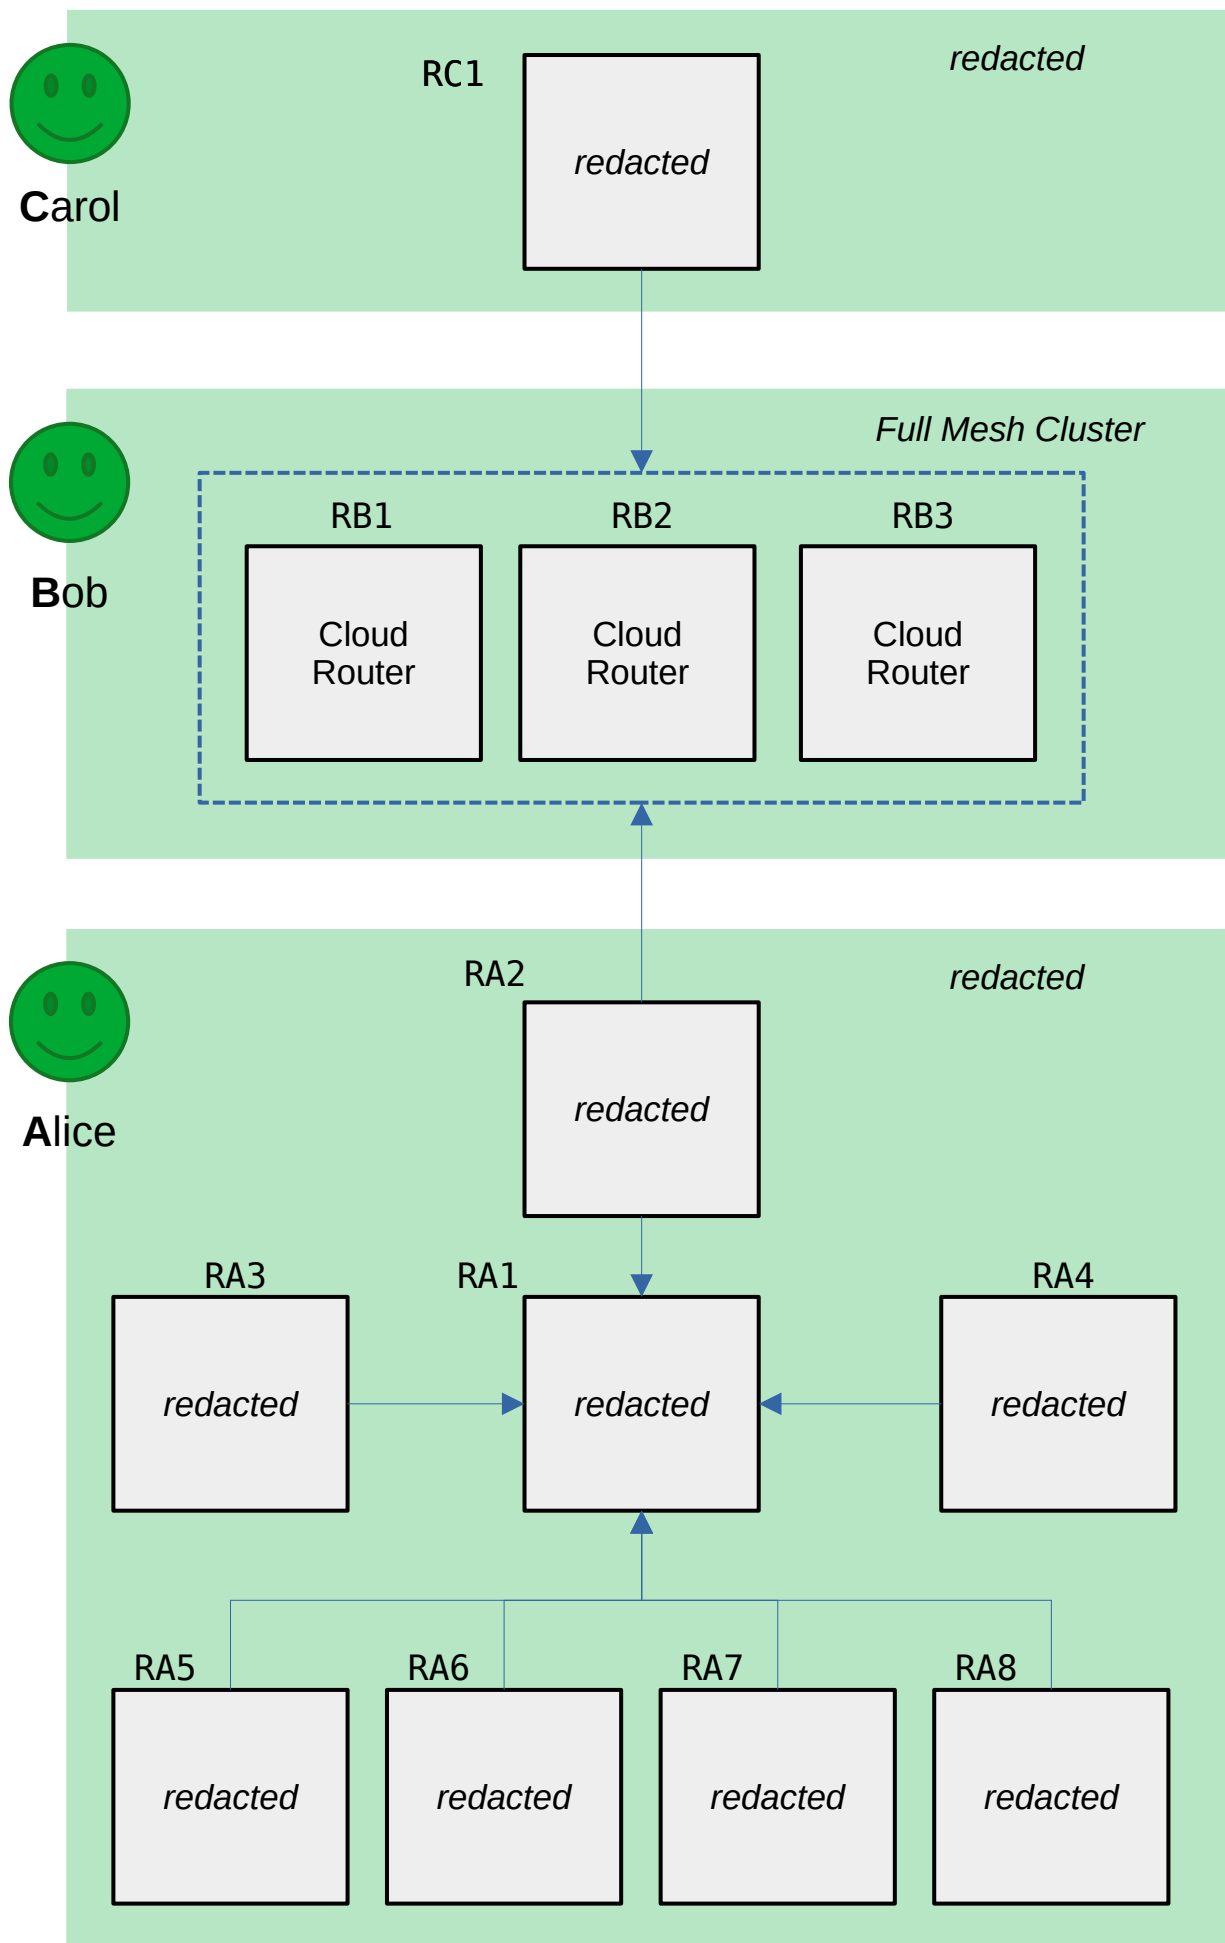 RC1
redacted
redacted
Carol
Full Mesh Cluster
RB1
RB2
RB3
Bob
Cloud
Router
Cloud
Router
Cloud
Router
RA2
redacted
redacted
Alice
RA3
RA1
RA4
redacted
redacted
redacted
RA5
RA6
RA7
RA8
redacted
redacted
redacted
redacted